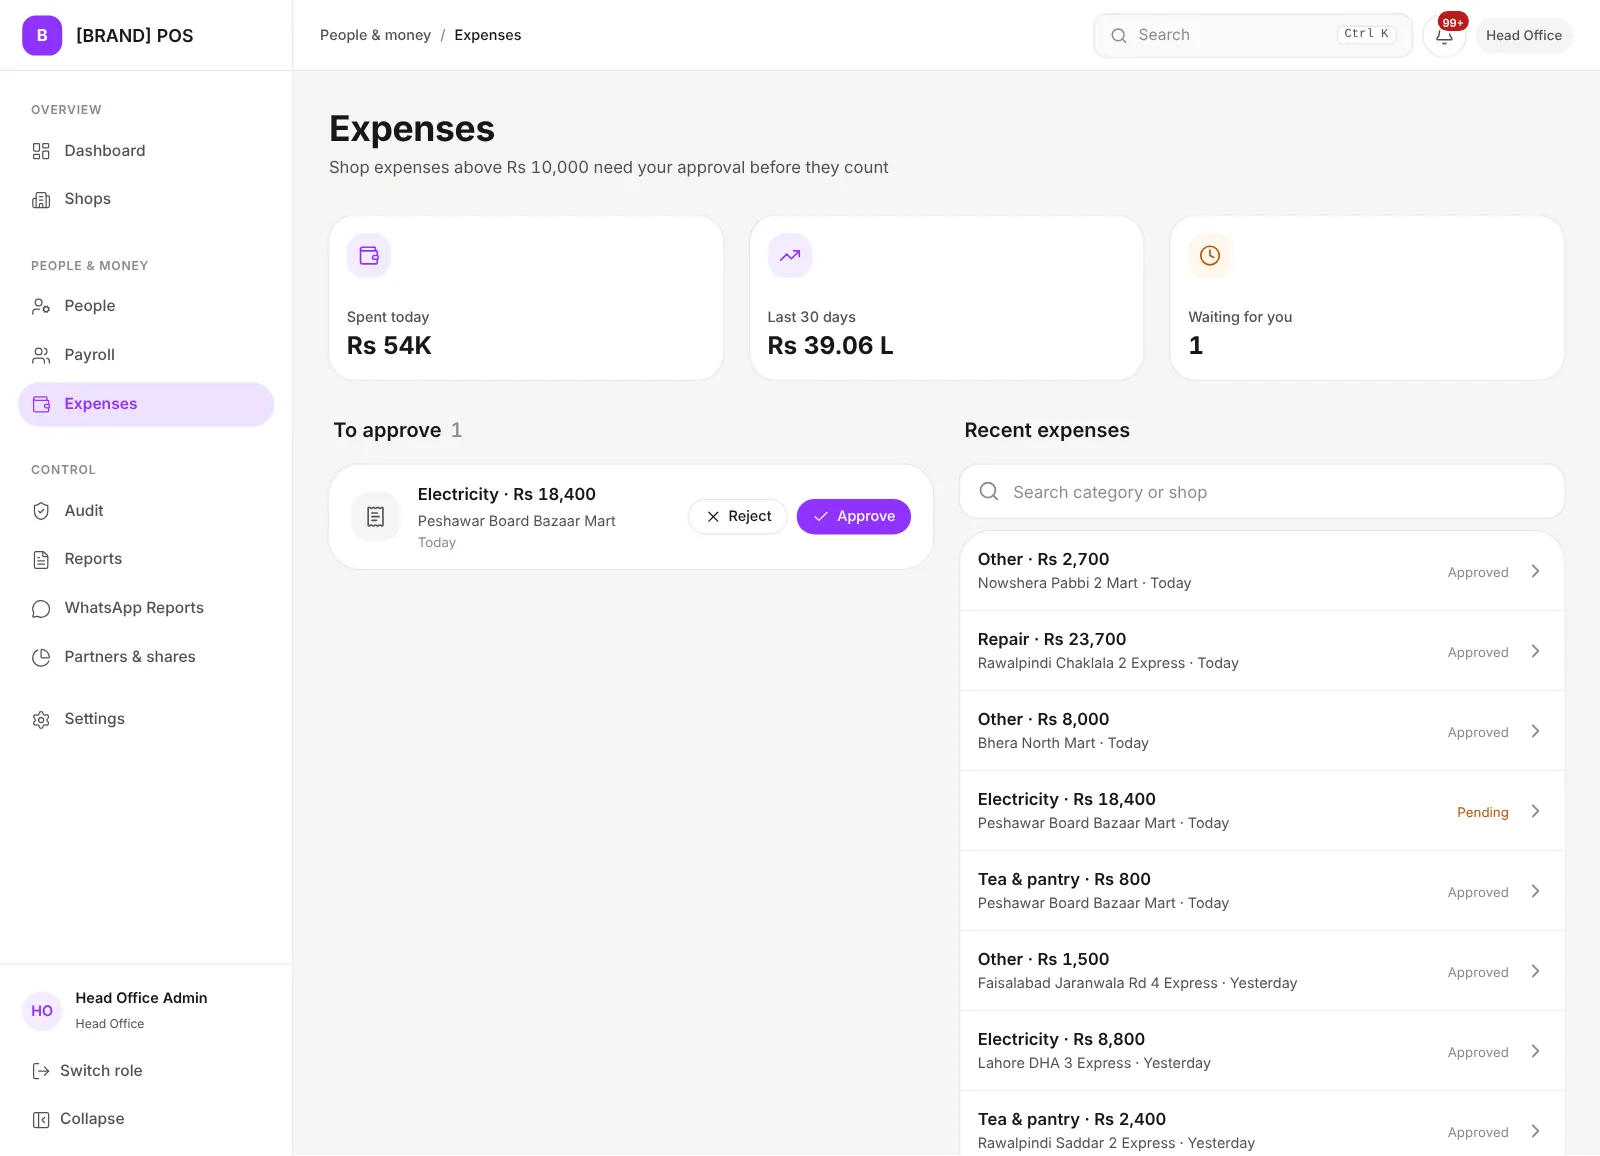 B
[BRAND] POS
People & money / Expenses
Search
Ctrl K
99+
Head Office
OVERVIEW
Dashboard
Shops
PEOPLE & MONEY
People
Payroll
Expenses
CONTROL
Audit
Reports
WhatsApp Reports
Partners & shares
Settings
HO
Head Office Admin
Head Office
Switch role
Collapse
Expenses
Shop expenses above Rs 10,000 need your approval before they count
Spent today
Rs 54K
Last 30 days
Rs 39.06 L
Waiting for you
1
To approve 1
Electricity · Rs 18,400
Peshawar Board Bazaar Mart
Today
Reject
Approve
Recent expenses
Search category or shop
Other · Rs 2,700
Nowshera Pabbi 2 Mart · Today
Approved
Repair · Rs 23,700
Rawalpindi Chaklala 2 Express · Today
Approved
Other · Rs 8,000
Bhera North Mart · Today
Approved
Electricity · Rs 18,400
Peshawar Board Bazaar Mart · Today
Pending
Tea & pantry · Rs 800
Peshawar Board Bazaar Mart · Today
Approved
Other · Rs 1,500
Faisalabad Jaranwala Rd 4 Express · Yesterday
Approved
Electricity · Rs 8,800
Lahore DHA 3 Express · Yesterday
Approved
Tea & pantry · Rs 2,400
Rawalpindi Saddar 2 Express · Yesterday
Approved